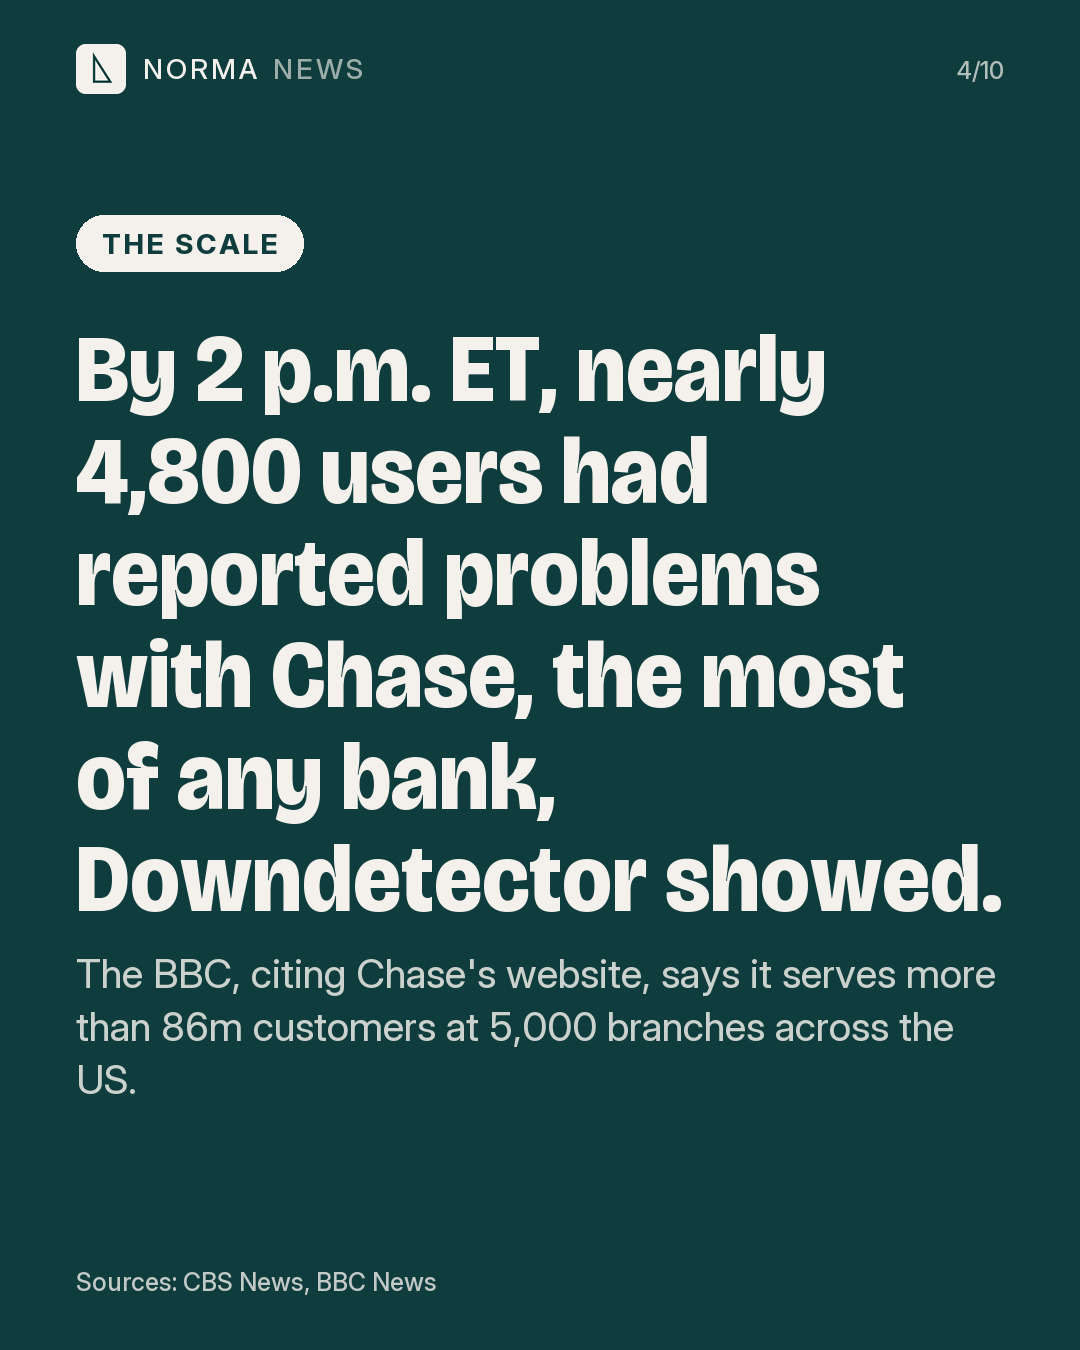 NORMA NEWS
4/10
THE SCALE
By 2 p.m. ET, nearly
4,800 users had
reported problems
with Chase, the most
of any bank,
Downdetector showed.
The BBC, citing Chase's website, says it serves more
than 86m customers at 5,000 branches across the
US.
Sources: CBS News, BBC News